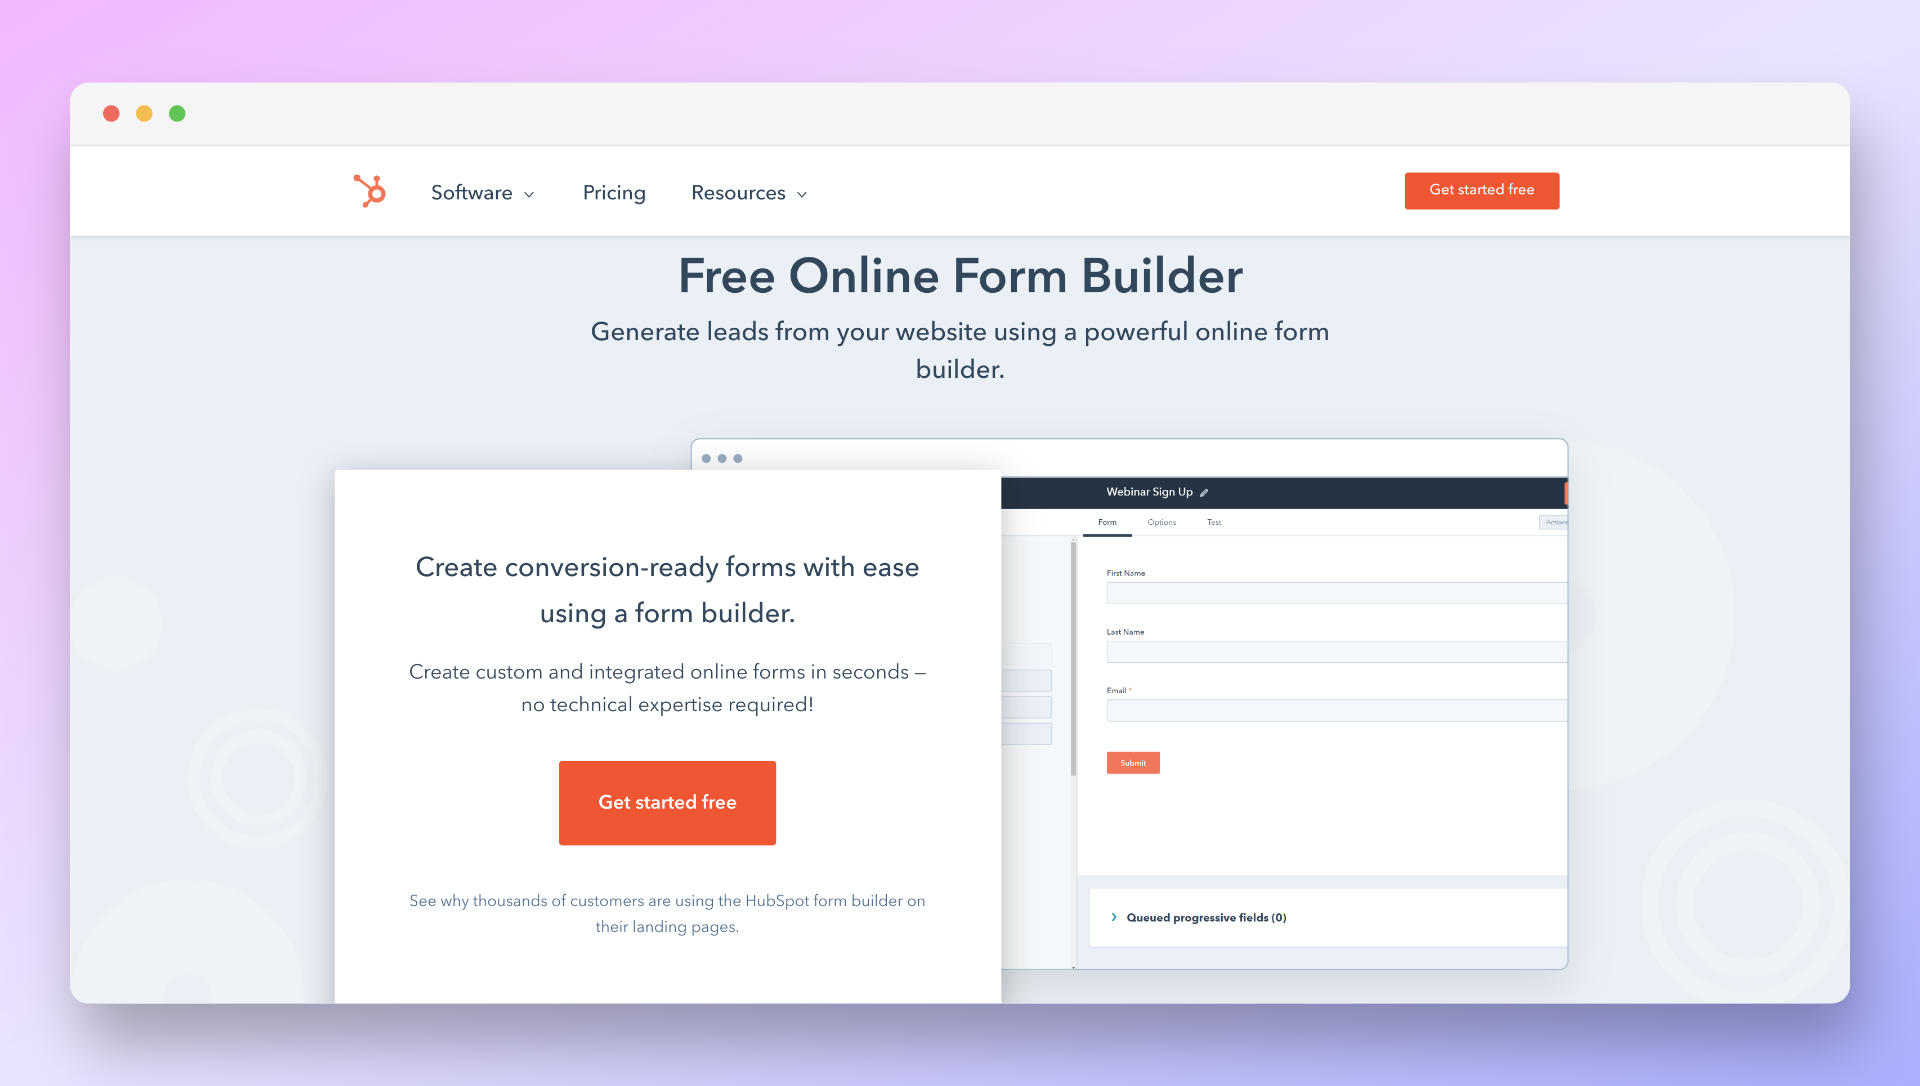 Software
Pricing
Resources
Get started free
Free Online Form Builder
Generate leads from your website using a powerful online form
builder.
Create conversion-ready forms with ease
using a form builder.
Create custom and integrated online forms in seconds –
no technical expertise required!
Get started free
See why thousands of customers are using the HubSpot form builder on
their landing pages.
Webinar Sign Up
Form
Options
Test
Actions
First Name
Last Name
Email *
Submit
Queued progressive fields (0)